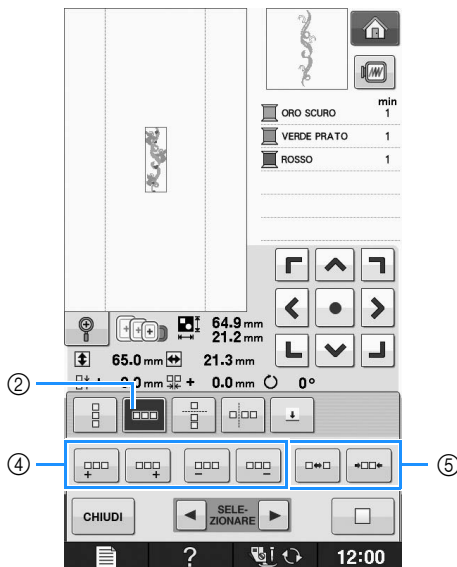 min
ORO SCURO 1
VERDE PRATO 1
ROSSO 1
64.9 mm
21.2 mm
65.0 mm 21.3 mm
+ 0.0 mm + 0.0 mm 0°
②
④
⑤
CHIUDI
SELE-
ZIONARE
? 12:00